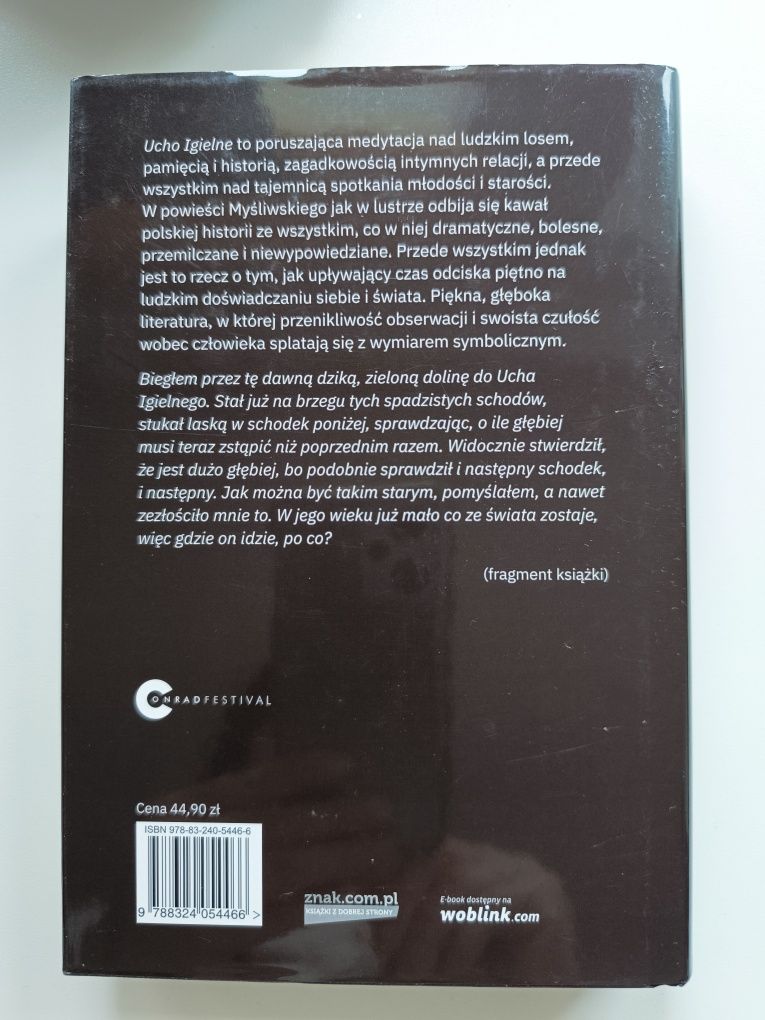 Ucho Igielne to poruszająca medytacja nad ludzkim losem,
pamięcią i historią, zagadkowością intymnych relacji, a przede
wszystkim nad tajemnicą spotkania młodości i starości.
W powieści Myśliwskiego jak w lustrze odbija się kawał
polskiej historii ze wszystkim, co w niej dramatyczne, bolesne,
przemilczane i niewypowiedziane. Przede wszystkim jednak
jest to rzecz o tym, jak upływający czas odciska piętno na
ludzkim doświadczaniu siebie i świata. Piękna, głęboka
literatura, w której przenikliwość obserwacji i swoista czułość
wobec człowieka splatają się z wymiarem symbolicznym.
Biegłem przez tę dawną dziką, zieloną dolinę do Ucha
Igielnego. Stał już na brzegu tych spadzistych schodów,
stukał laską w schodek poniżej, sprawdzając, o ile głębiej
musi teraz zstąpić niż poprzednim razem. Widocznie stwierdził,
że jest dużo głębiej, bo podobnie sprawdził i następny schodek,
i następny. Jak można być takim starym, pomyślałem, a nawet
zezłościło mnie to. W jego wieku już mało co ze świata zostaje,
więc gdzie on idzie, po co?
(fragment książki)
CONRADFESTIVAL
Cena 44,90 zł
ISBN 978-83-240-5446-6
9 788324 054466 >
znak.com.pl
KSIĄŻKI Z DOBREJ STRONY
E-book dostępny na
woblink.com